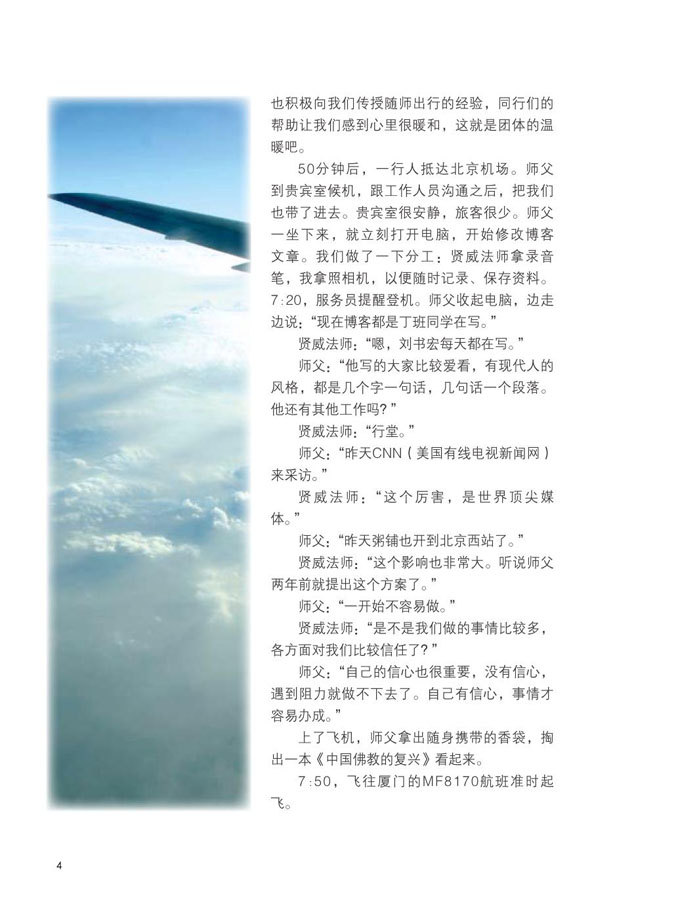 也积极向我们传授随师出行的经验，同行们的
帮助让我们感到心里很暖和，这就是团体的温
暖吧。
50分钟后，一行人抵达北京机场。师父
到贵宾室候机，跟工作人员沟通之后，把我们
也带了进去。贵宾室很安静，旅客很少。师父
一坐下来，就立刻打开电脑，开始修改博客
文章。我们做了一下分工：贤威法师拿录音
笔，我拿照相机，以便随时记录、保存资料。
7:20，服务员提醒登机。师父收起电脑，边走
边说：“现在博客都是丁班同学在写。”
贤威法师：“嗯，刘书宏每天都在写。”
师父：“他写的大家比较爱看，有现代人的
风格，都是几个字一句话，几句话一个段落。
他还有其他工作吗？”
贤威法师：“行堂。”
师父：“昨天CNN（美国有线电视新闻网）
来采访。”
贤威法师：“这个厉害，是世界顶尖媒
体。”
师父：“昨天粥铺也开到北京西站了。”
贤威法师：“这个影响也非常大。听说师父
两年前就提出这个方案了。”
师父：“一开始不容易做。”
贤威法师：“是不是我们做的事情比较多，
各方面对我们比较信任了？”
师父：“自己的信心也很重要，没有信心，
遇到阻力就做不下去了。自己有信心，事情才
容易办成。”
上了飞机，师父拿出随身携带的香袋，掏
出一本《中国佛教的复兴》看起来。
7:50，飞往厦门的MF8170航班准时起
飞。
4